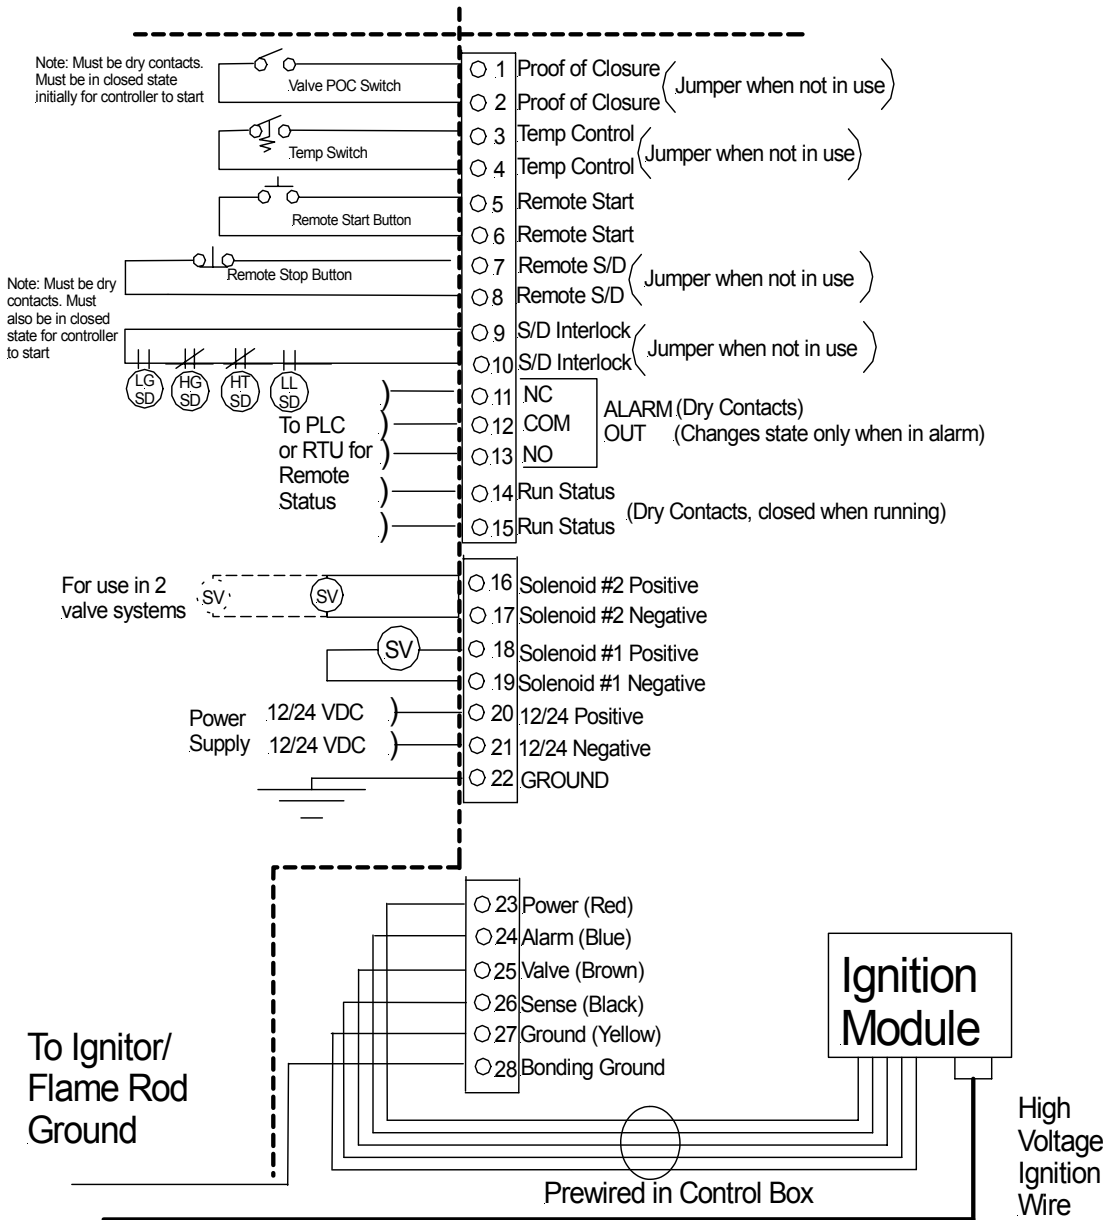 Note: Must be dry contacts.
Must be in closed state
initially for controller to start
Valve POC Switch
1 Proof of Closure
2 Proof of Closure
(Jumper when not in use)
Temp Switch
3 Temp Control
4 Temp Control
(Jumper when not in use)
Remote Start Button
5 Remote Start
6 Remote Start
Remote Stop Button
7 Remote S/D
8 Remote S/D
(Jumper when not in use)
Note: Must be dry
contacts. Must
also be in closed
state for controller
to start
9 S/D Interlock
10 S/D Interlock
(Jumper when not in use)
LG
SD
HG
SD
HT
SD
LL
SD
To PLC
or RTU for
Remote
Status
11 NC
12 COM
13 NO
ALARM (Dry Contacts)
OUT (Changes state only when in alarm)
14 Run Status
15 Run Status
(Dry Contacts, closed when running)
For use in 2
valve systems
SV
SV
16 Solenoid #2 Positive
17 Solenoid #2 Negative
SV
18 Solenoid #1 Positive
19 Solenoid #1 Negative
Power
Supply
12/24 VDC
12/24 VDC
20 12/24 Positive
21 12/24 Negative
22 GROUND
23 Power (Red)
24 Alarm (Blue)
25 Valve (Brown)
26 Sense (Black)
27 Ground (Yellow)
28 Bonding Ground
Ignition
Module
To Ignitor/
Flame Rod
Ground
Prewired in Control Box
High
Voltage
Ignition
Wire